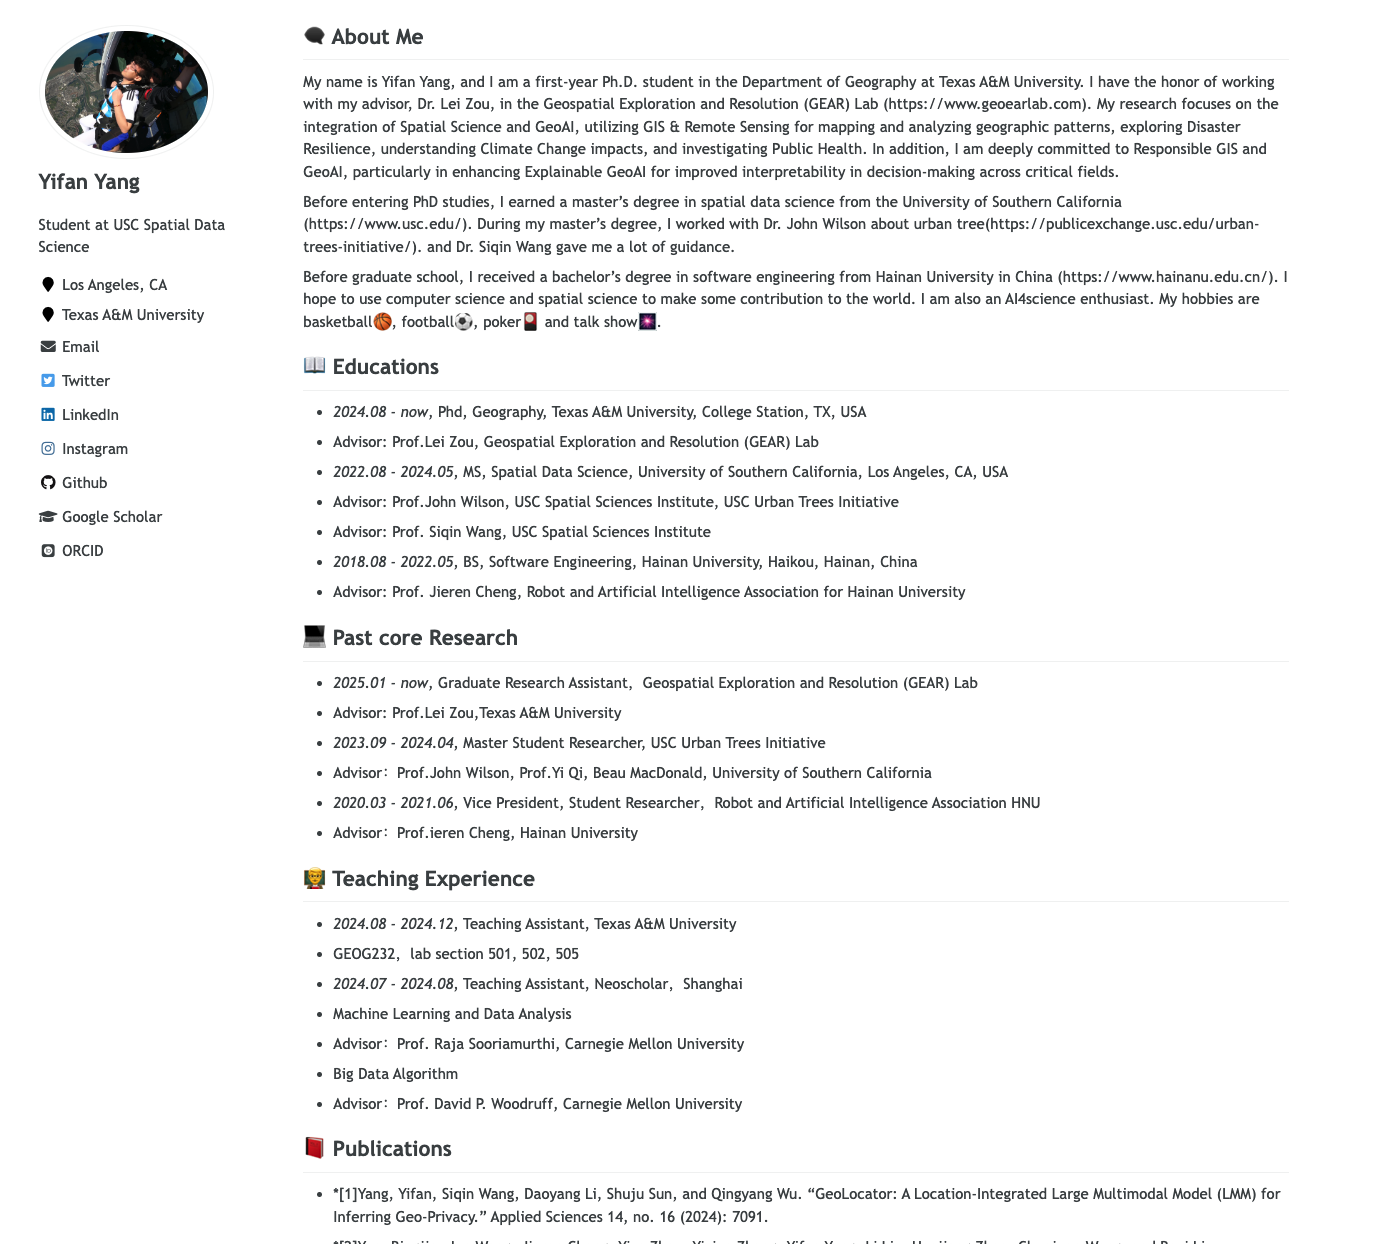 Yifan Yang
Student at USC Spatial Data
Science
Los Angeles, CA
Texas A&M University
Email
Twitter
LinkedIn
Instagram
Github
Google Scholar
ORCID
🗨 About Me
My name is Yifan Yang, and I am a first-year Ph.D. student in the Department of Geography at Texas A&M University. I have the honor of working
with my advisor, Dr. Lei Zou, in the Geospatial Exploration and Resolution (GEAR) Lab (https://www.geoearlab.com). My research focuses on the
integration of Spatial Science and GeoAI, utilizing GIS & Remote Sensing for mapping and analyzing geographic patterns, exploring Disaster
Resilience, understanding Climate Change impacts, and investigating Public Health. In addition, I am deeply committed to Responsible GIS and
GeoAI, particularly in enhancing Explainable GeoAI for improved interpretability in decision-making across critical fields.
Before entering PhD studies, I earned a master’s degree in spatial data science from the University of Southern California
(https://www.usc.edu/). During my master’s degree, I worked with Dr. John Wilson about urban tree(https://publicexchange.usc.edu/urban-
trees-initiative/). and Dr. Siqin Wang gave me a lot of guidance.
Before graduate school, I received a bachelor’s degree in software engineering from Hainan University in China (https://www.hainanu.edu.cn/). I
hope to use computer science and spatial science to make some contribution to the world. I am also an AI4science enthusiast. My hobbies are
basketball🏀, football⚽, poker🎴 and talk show🎆.
📖 Educations
• 2024.08 - now, Phd, Geography, Texas A&M University, College Station, TX, USA
• Advisor: Prof.Lei Zou, Geospatial Exploration and Resolution (GEAR) Lab
• 2022.08 - 2024.05, MS, Spatial Data Science, University of Southern California, Los Angeles, CA, USA
• Advisor: Prof.John Wilson, USC Spatial Sciences Institute, USC Urban Trees Initiative
• Advisor: Prof. Siqin Wang, USC Spatial Sciences Institute
• 2018.08 - 2022.05, BS, Software Engineering, Hainan University, Haikou, Hainan, China
• Advisor: Prof. Jieren Cheng, Robot and Artificial Intelligence Association for Hainan University
💻 Past core Research
• 2025.01 - now, Graduate Research Assistant，Geospatial Exploration and Resolution (GEAR) Lab
• Advisor: Prof.Lei Zou,Texas A&M University
• 2023.09 - 2024.04, Master Student Researcher, USC Urban Trees Initiative
• Advisor：Prof.John Wilson, Prof.Yi Qi, Beau MacDonald, University of Southern California
• 2020.03 - 2021.06, Vice President, Student Researcher，Robot and Artificial Intelligence Association HNU
• Advisor：Prof.ieren Cheng, Hainan University
👨‍🏫 Teaching Experience
• 2024.08 - 2024.12, Teaching Assistant, Texas A&M University
• GEOG232，lab section 501, 502, 505
• 2024.07 - 2024.08, Teaching Assistant, Neoscholar，Shanghai
• Machine Learning and Data Analysis
• Advisor：Prof. Raja Sooriamurthi, Carnegie Mellon University
• Big Data Algorithm
• Advisor：Prof. David P. Woodruff, Carnegie Mellon University
📕 Publications
• *[1]Yang, Yifan, Siqin Wang, Daoyang Li, Shuju Sun, and Qingyang Wu. “GeoLocator: A Location-Integrated Large Multimodal Model (LMM) for
Inferring Geo-Privacy.” Applied Sciences 14, no. 16 (2024): 7091.